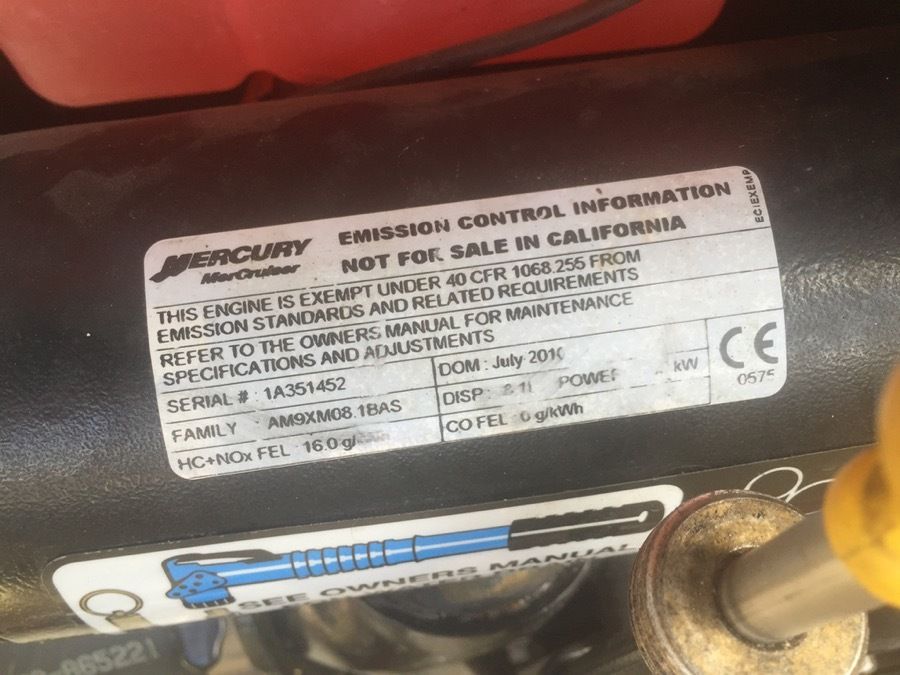 MERCURY
MerCruiser
EMISSION CONTROL INFORMATION
NOT FOR SALE IN CALIFORNIA
ECIEXEMP
THIS ENGINE IS EXEMPT UNDER 40 CFR 1068.255 FROM
EMISSION STANDARDS AND RELATED REQUIREMENTS
REFER TO THE OWNERS MANUAL FOR MAINTENANCE
SPECIFICATIONS AND ADJUSTMENTS
SERIAL # : 1A351452
DOM : July 2010
FAMILY AM9XM08.1BAS
DISP : 8.1l POWER kW
HC+NOx FEL 16.0
CO FEL 0 g/kWh
CE
0575
SEE OWNERS MANUAL
865221